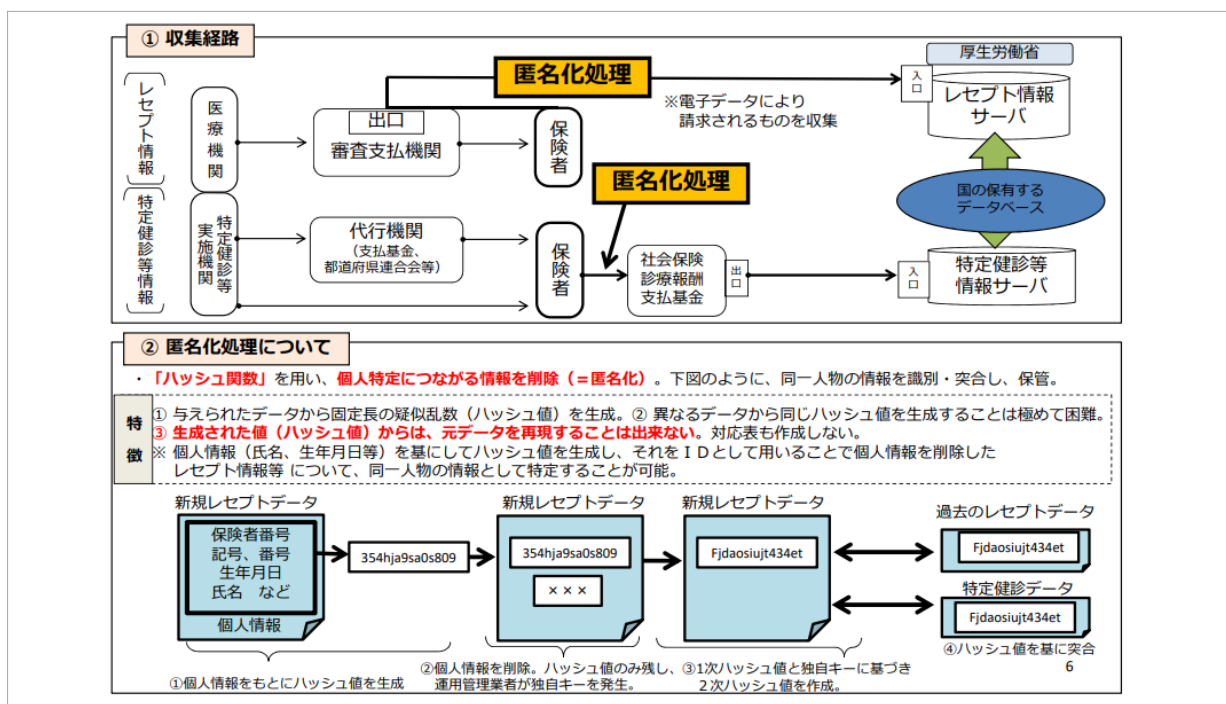 ① 収集経路
厚生労働省
匿名化処理
入口
レセプト情報
サーバ
※電子データにより
請求されるものを収集
レセプト情報
医療機関
出口
審査支払機関
保険者
国の保有する
データベース
匿名化処理
特定健診等情報
特定健診等
実施機関
代行機関
(支払基金、
都道府県連合会等)
保険者
社会保険
診療報酬
支払基金
出口
入口
特定健診等
情報サーバ
② 匿名化処理について
・「ハッシュ関数」を用い、個人特定につながる情報を削除(=匿名化)。下図のように、同一人物の情報を識別・突合し、保管。
特徴
① 与えられたデータから固定長の疑似乱数(ハッシュ値)を生成。② 異なるデータから同じハッシュ値を生成することは極めて困難。
③ 生成された値(ハッシュ値)からは、元データを再現することは出来ない。対応表も作成しない。
※ 個人情報(氏名、生年月日等)を基にしてハッシュ値を生成し、それをIDとして用いることで個人情報を削除した
レセプト情報等 について、同一人物の情報として特定することが可能。
新規レセプトデータ
保険者番号
記号、番号
生年月日
氏名 など
個人情報
354hja9sa0s809
新規レセプトデータ
354hja9sa0s809
×××
新規レセプトデータ
Fjdaosiujt434et
過去のレセプトデータ
Fjdaosiujt434et
特定健診データ
Fjdaosiujt434et
①個人情報をもとにハッシュ値を生成
②個人情報を削除。ハッシュ値のみ残し、
運用管理業者が独自キーを発生。
③1次ハッシュ値と独自キーに基づき
2次ハッシュ値を作成。
④ハッシュ値を基に突合
6